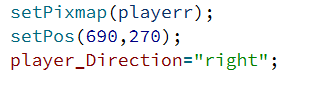 setPixmap(playerr);
setPos(690,270);
player_Direction="right";